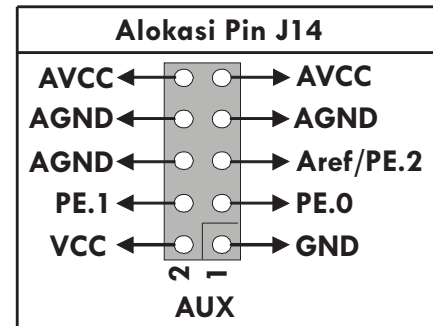 Alokasi Pin J14
AVCC AVCC
AGND AGND
AGND Aref/PE.2
PE.1 PE.0
VCC GND
2 1
AUX